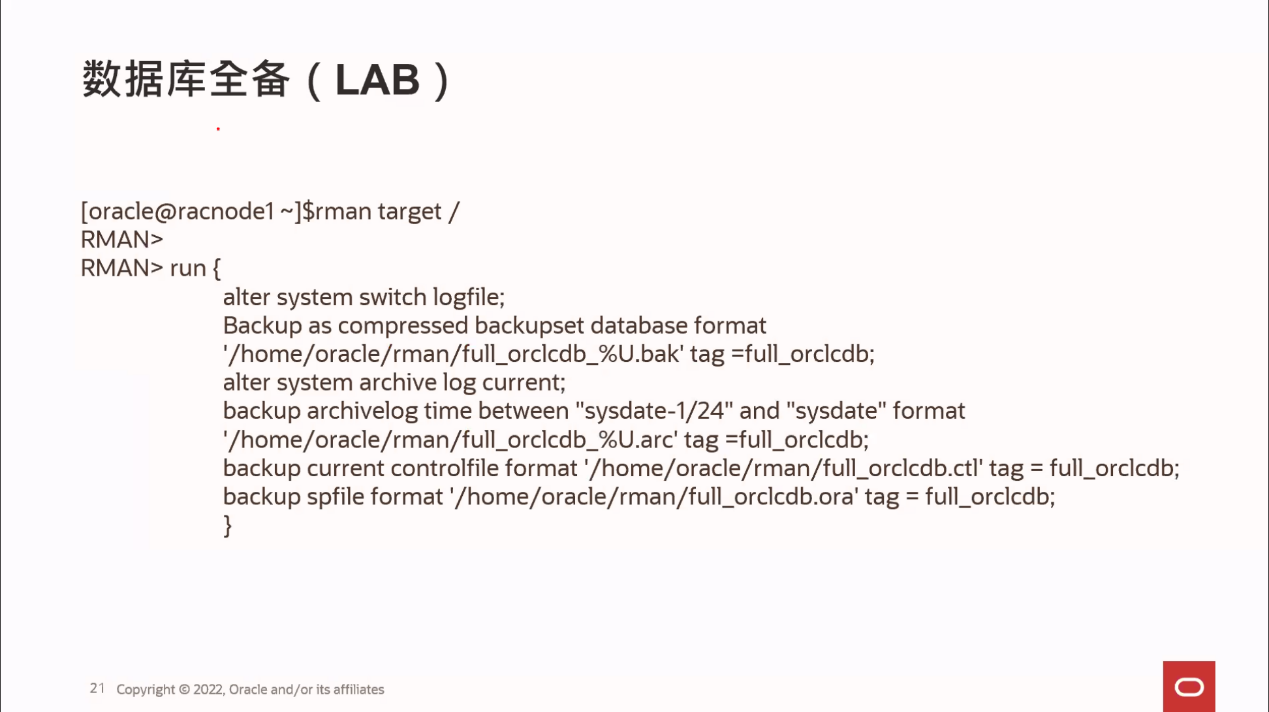 数据库全备（LAB）
[oracle@racnode1 ~]$rman target /
RMAN>
RMAN> run {
alter system switch logfile;
Backup as compressed backupset database format
'/home/oracle/rman/full_orclcdb_%U.bak' tag =full_orclcdb;
alter system archive log current;
backup archivelog time between "sysdate-1/24" and "sysdate" format
'/home/oracle/rman/full_orclcdb_%U.arc' tag =full_orclcdb;
backup current controlfile format '/home/oracle/rman/full_orclcdb.ctl' tag = full_orclcdb;
backup spfile format '/home/oracle/rman/full_orclcdb.ora' tag = full_orclcdb;
}
21 Copyright © 2022, Oracle and/or its affiliates